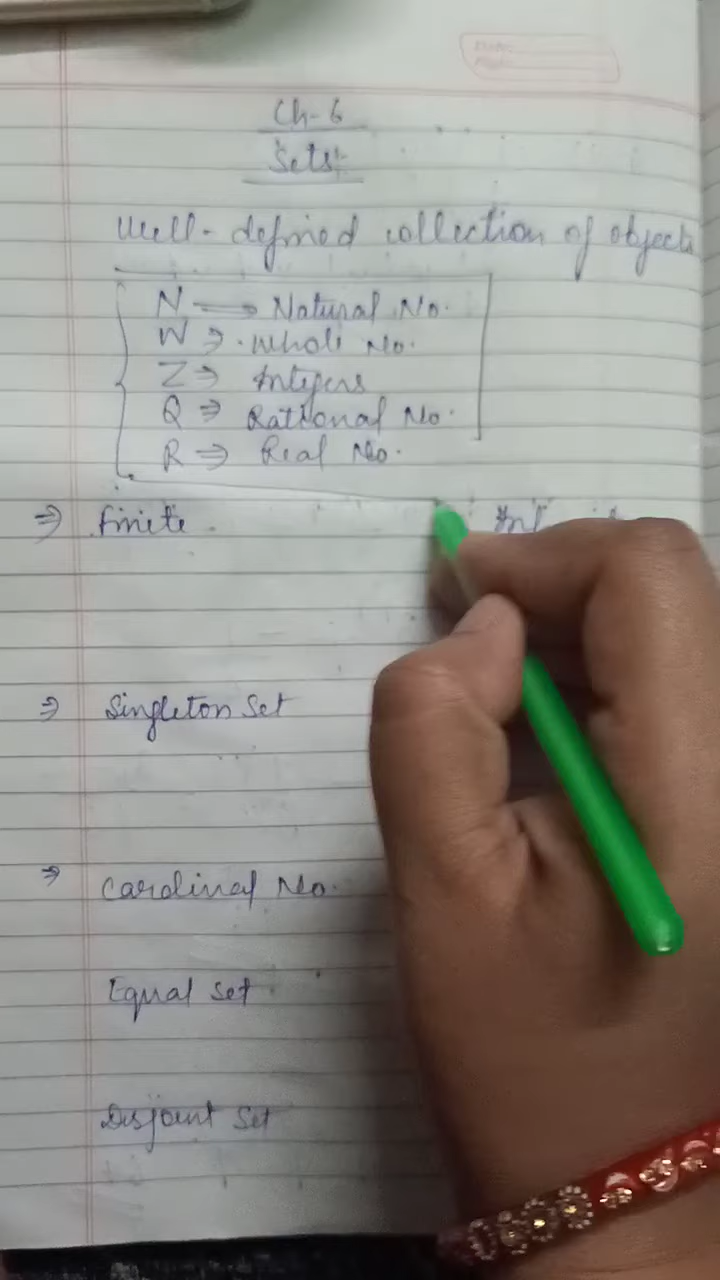 Ch-6
Sets
Well-defined collection of objects
N ⟹ Natural No.
W ⇒ Whole No.
Z ⇒ Integers
Q ⇒ Rational No.
R ⇒ Real No.
⇒ finite
⇒ Singleton Set
⇒ Cardinal No.
Equal Set
Disjoint Set